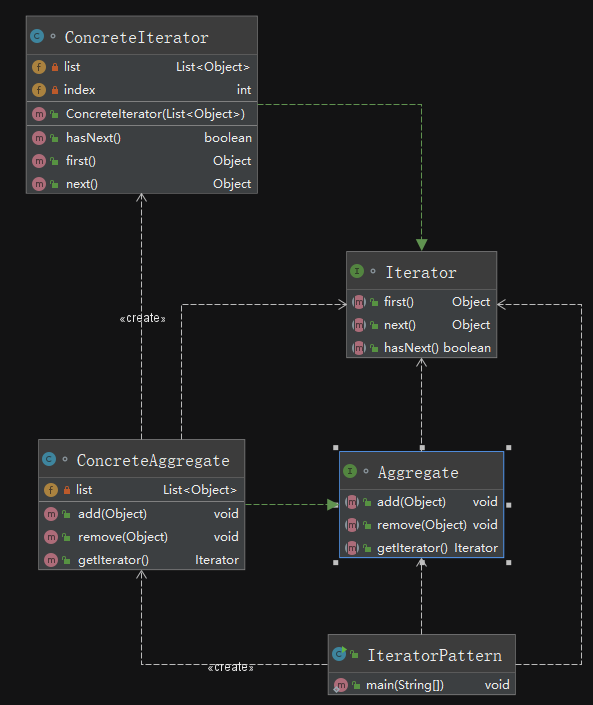 ConcreteIterator
list List<Object>
index int
ConcreteIterator(List<Object>)
hasNext() boolean
first() Object
next() Object
Iterator
first() Object
next() Object
hasNext() boolean
«create»
ConcreteAggregate
list List<Object>
add(Object) void
remove(Object) void
getIterator() Iterator
Aggregate
add(Object) void
remove(Object) void
getIterator() Iterator
«create»
IteratorPattern
main(String[]) void